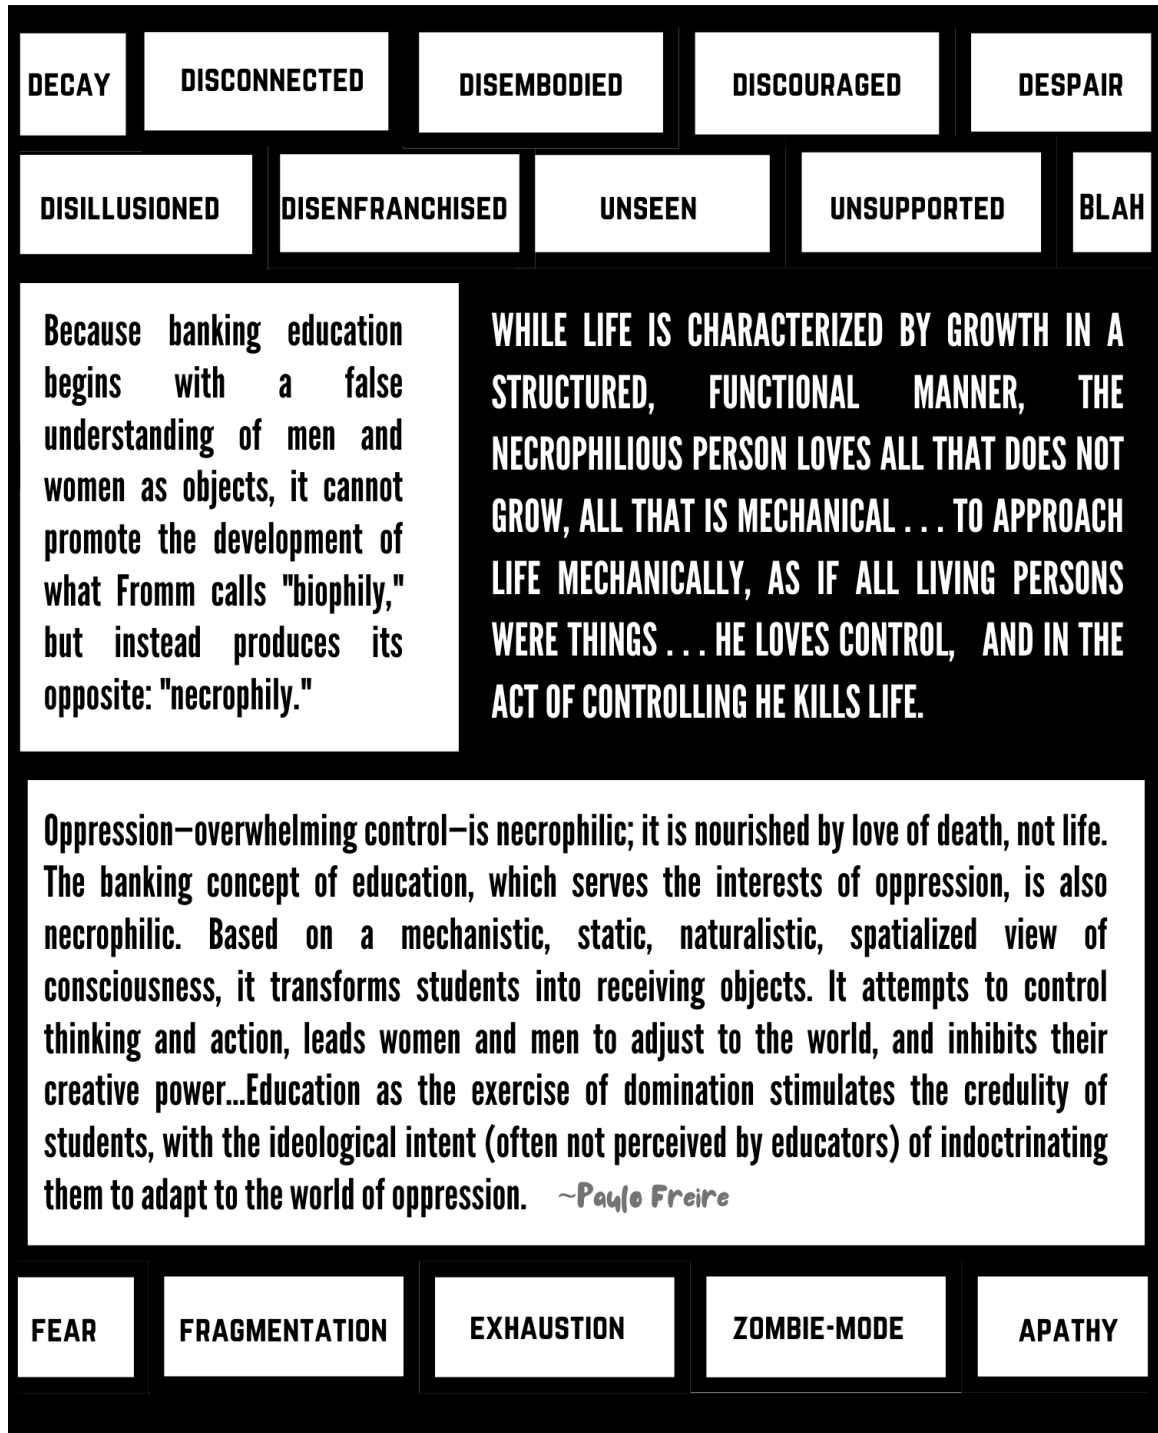 DECAY
DISCONNECTED
DISEMBODIED
DISCOURAGED
DESPAIR
DISILLUSIONED
DISENFRANCHISED
UNSEEN
UNSUPPORTED
BLaH
Because banking education
begins with a false
understanding of men and
women as objects, it cannot
promote the development of
what Fromm calls "biophily,"
but instead produces its
opposite: "necrophily."
WHILE LIFE IS CHARACTERIZED BY GROWTH IN A
STRUCTURED, FUNCTIONAL MANNER, THE
NECROPHILIOUS PERSON LOVES ALL THAT DOES NOT
GROW, ALL THAT IS MECHANICAL . . . TO APPROACH
LIFE MECHANICALLY, AS IF ALL LIVING PERSONS
WERE THINGS . . . HE LOVES CONTROL, AND IN THE
ACT OF CONTROLLING HE KILLS LIFE.
Oppression—overwhelming control—is necrophilic; it is nourished by love of death, not life.
The banking concept of education, which serves the interests of oppression, is also
necrophilic. Based on a mechanistic, static, naturalistic, spatialized view of
consciousness, it transforms students into receiving objects. It attempts to control
thinking and action, leads women and men to adjust to the world, and inhibits their
creative power...Education as the exercise of domination stimulates the credulity of
students, with the ideological intent (often not perceived by educators) of indoctrinating
them to adapt to the world of oppression. ~Paulo Freire
FEAR
FRAGMENTATION
EXHAUSTION
ZOMBIE-MODE
APATHY